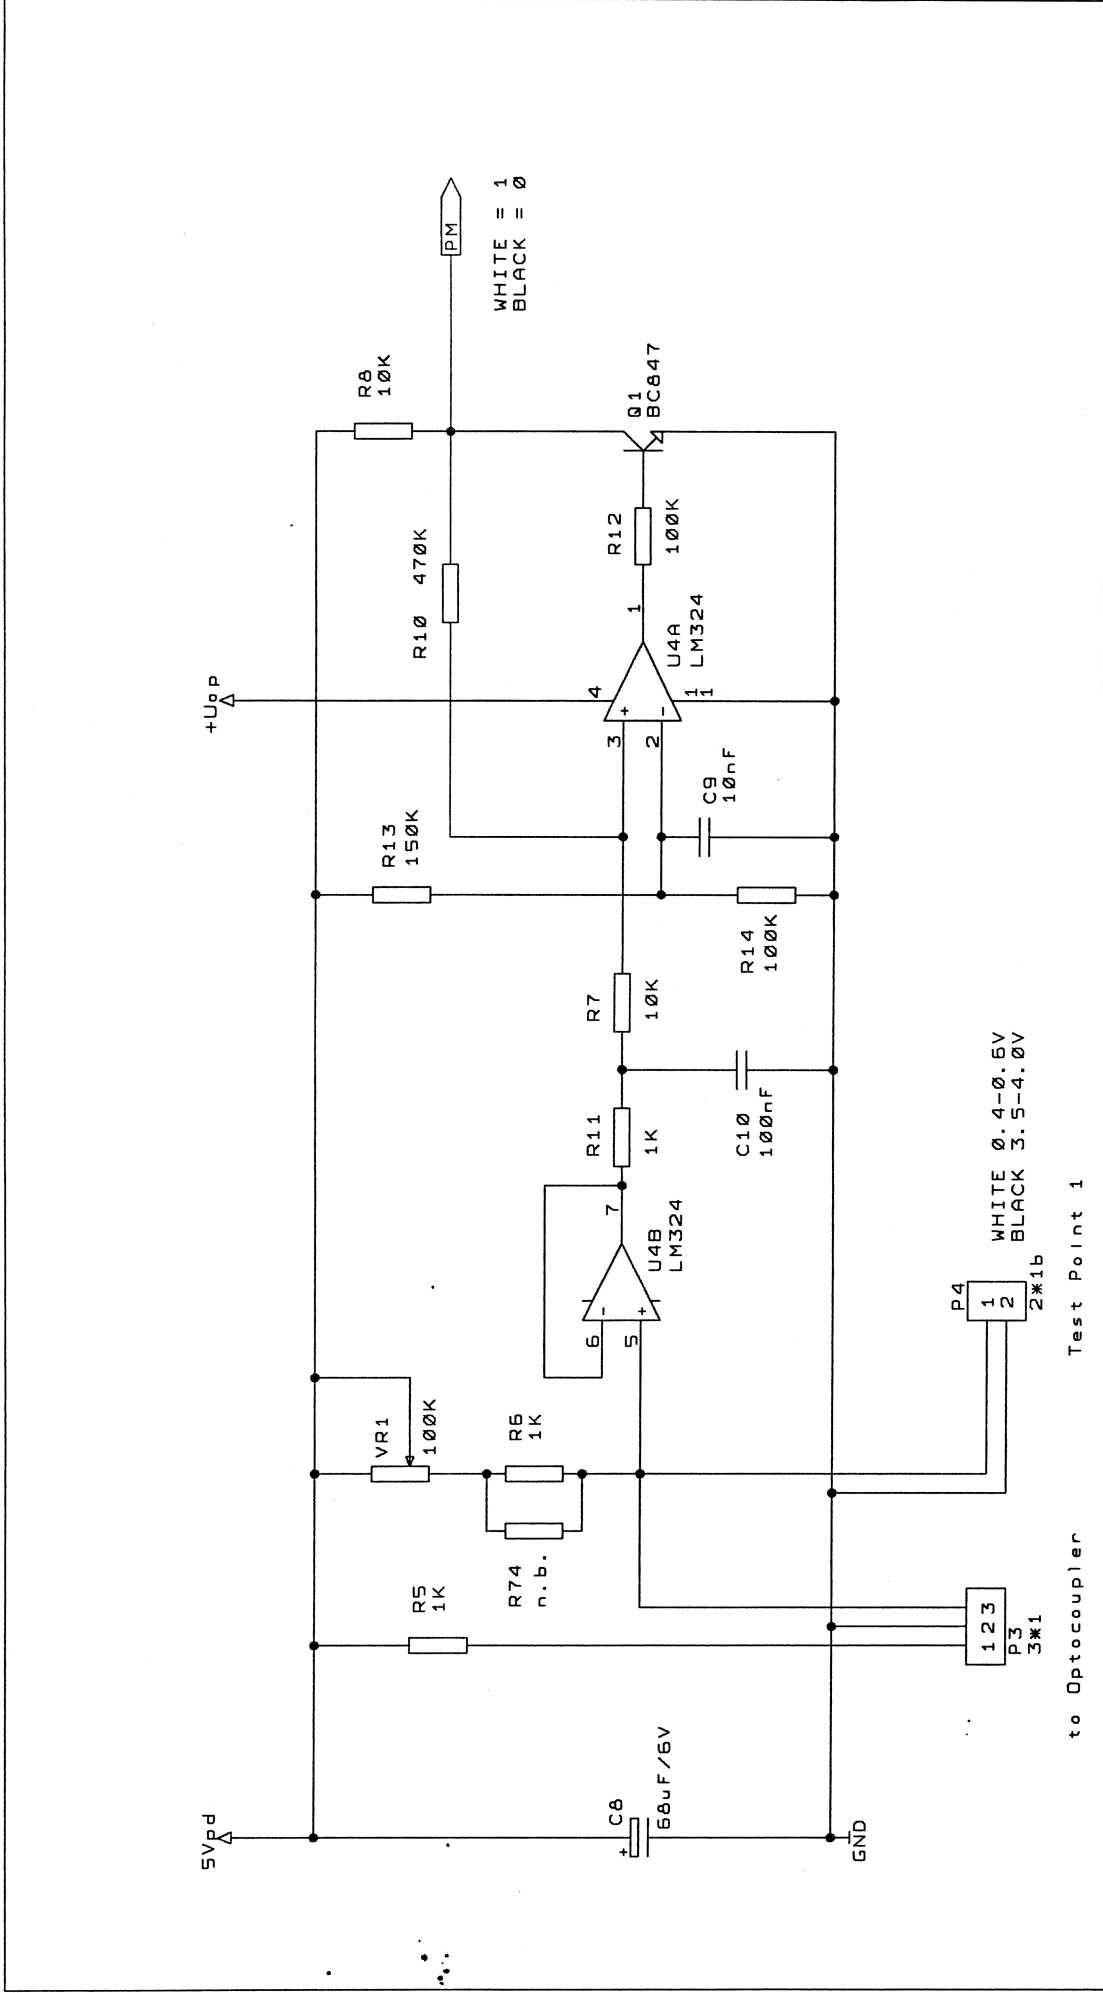 5Vpd
+Uop
R8
10K
PM
WHITE = 1
BLACK = 0
R13
150K
R10 470K
VR1
100K
R5
1K
R74
n.b.
R6
1K
6
-
5
+
7
U4B
LM324
R11
1K
R7
10K
3
+
2
-
4
11
1
U4A
LM324
R12
100K
Q1
BC847
C8
+
68uF/6V
C10
100nF
R14
100K
C9
10nF
GND
1 2 3
P3
3*1
to Optocoupler
P4
1
2
2*1b
WHITE 0.4-0.6V
BLACK 3.5-4.0V
Test Point 1